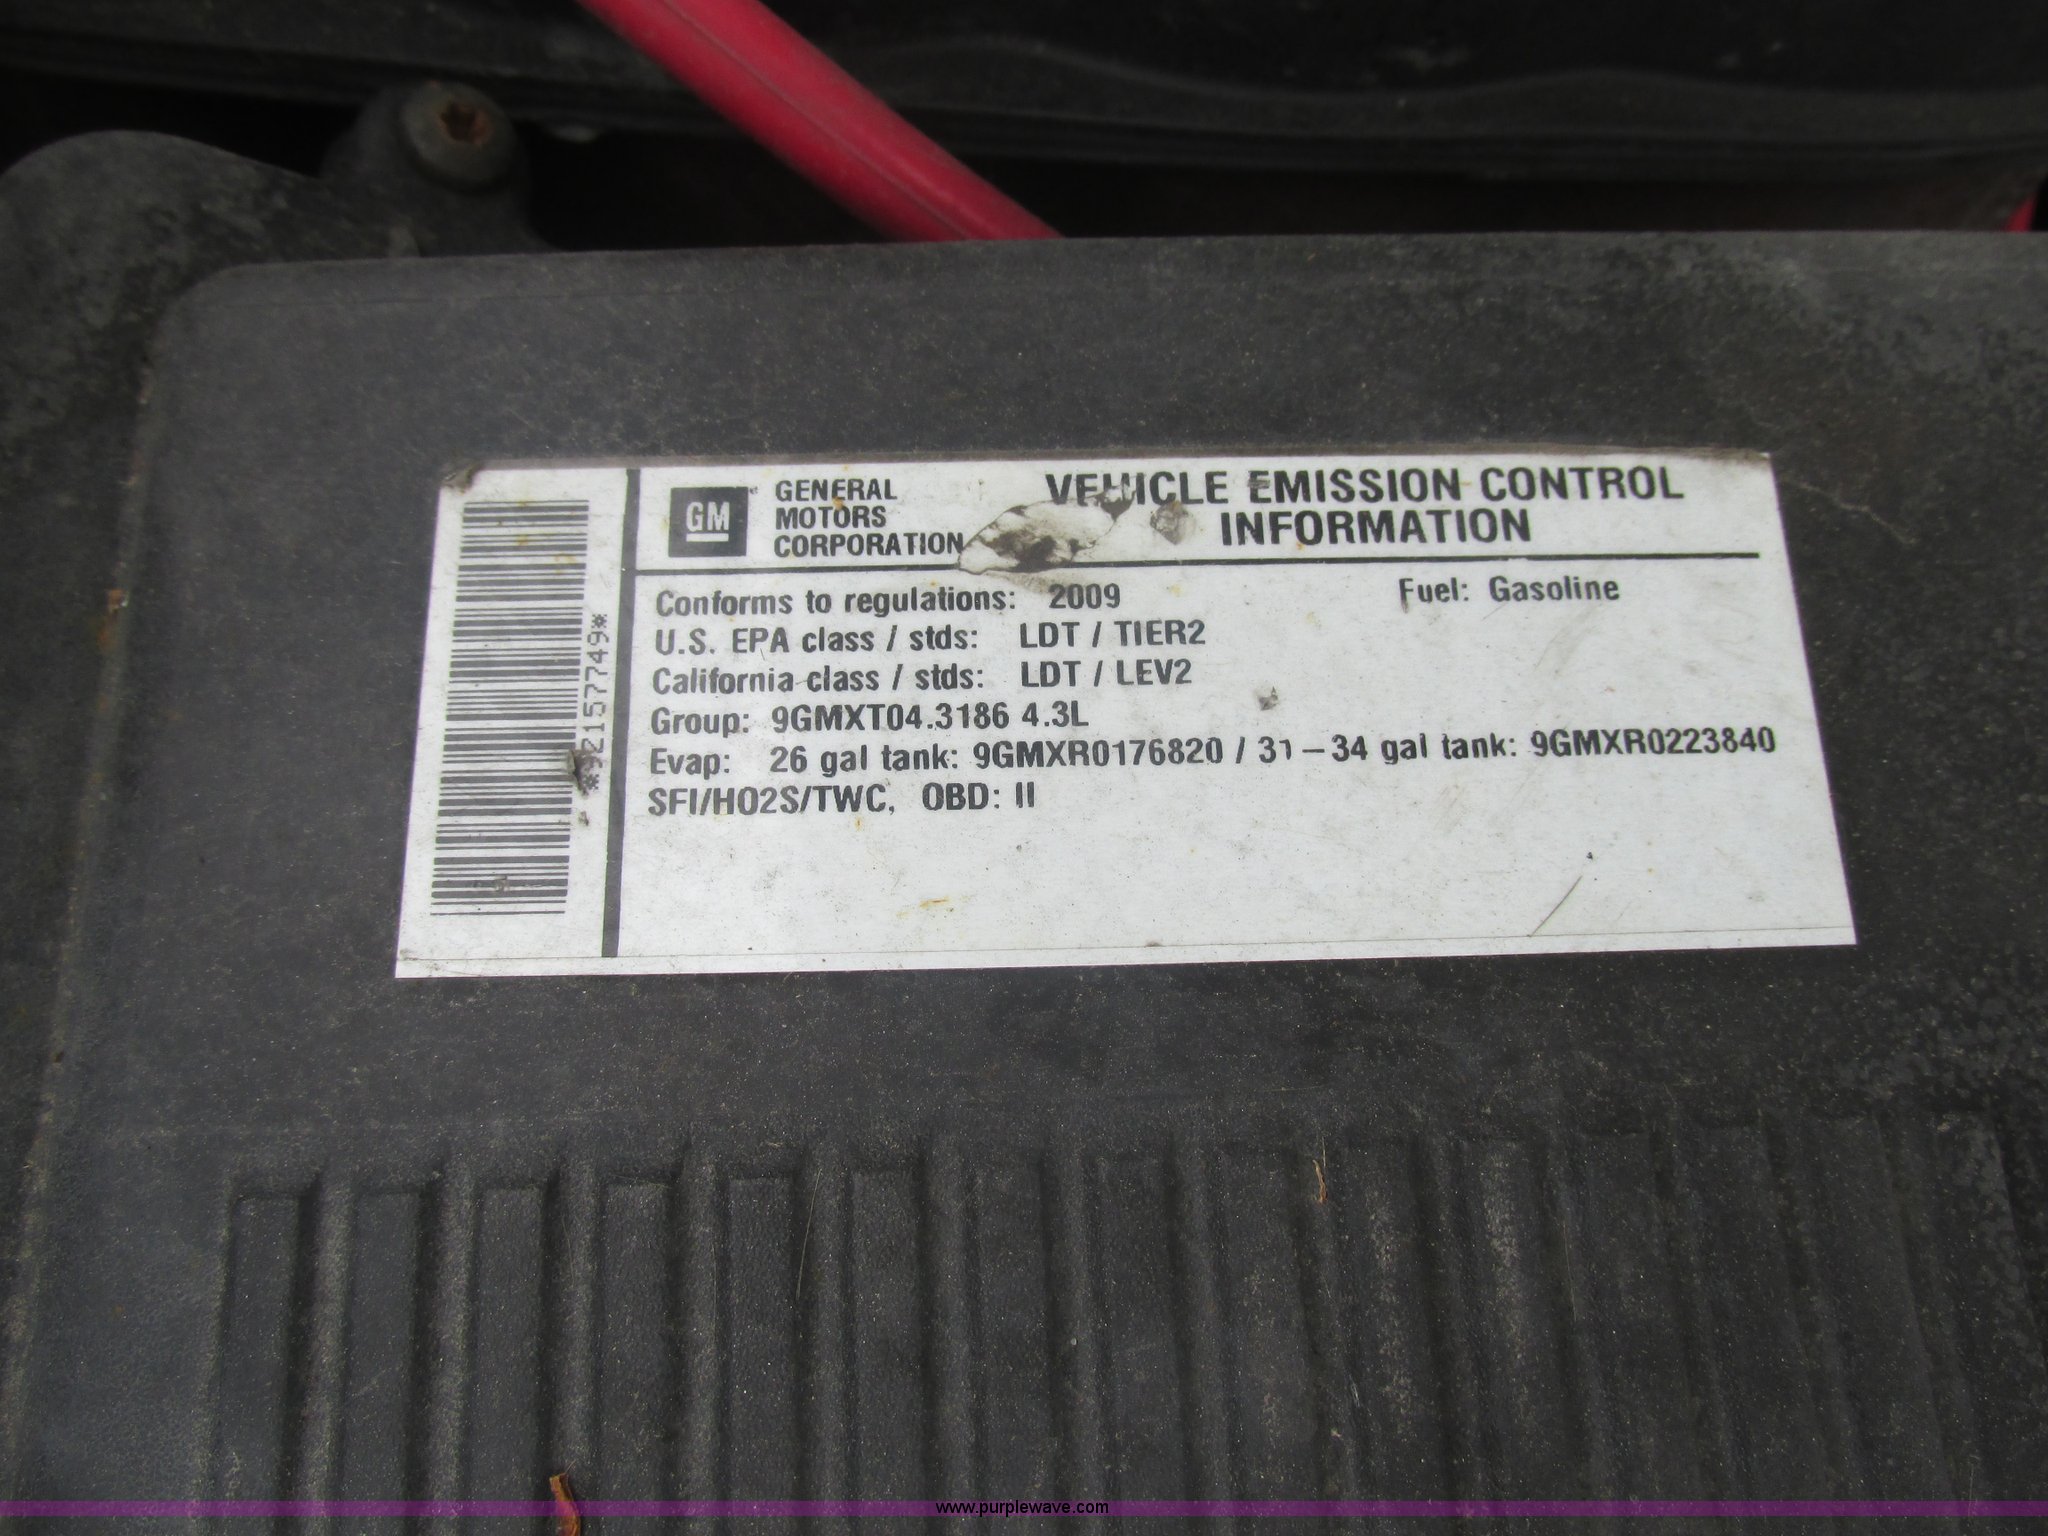 GM
GENERAL
MOTORS
CORPORATION
VEHICLE EMISSION CONTROL
INFORMATION
Conforms to regulations: 2009 Fuel: Gasoline
U.S. EPA class / stds: LDT / TIER2
California class / stds: LDT / LEV2
Group: 9GMXT04.3186 4.3L
Evap: 26 gal tank: 9GMXR0176820 / 31 – 34 gal tank: 9GMXR0223840
SFI/HO2S/TWC, OBD: II
*92157749*
www.purplewave.com